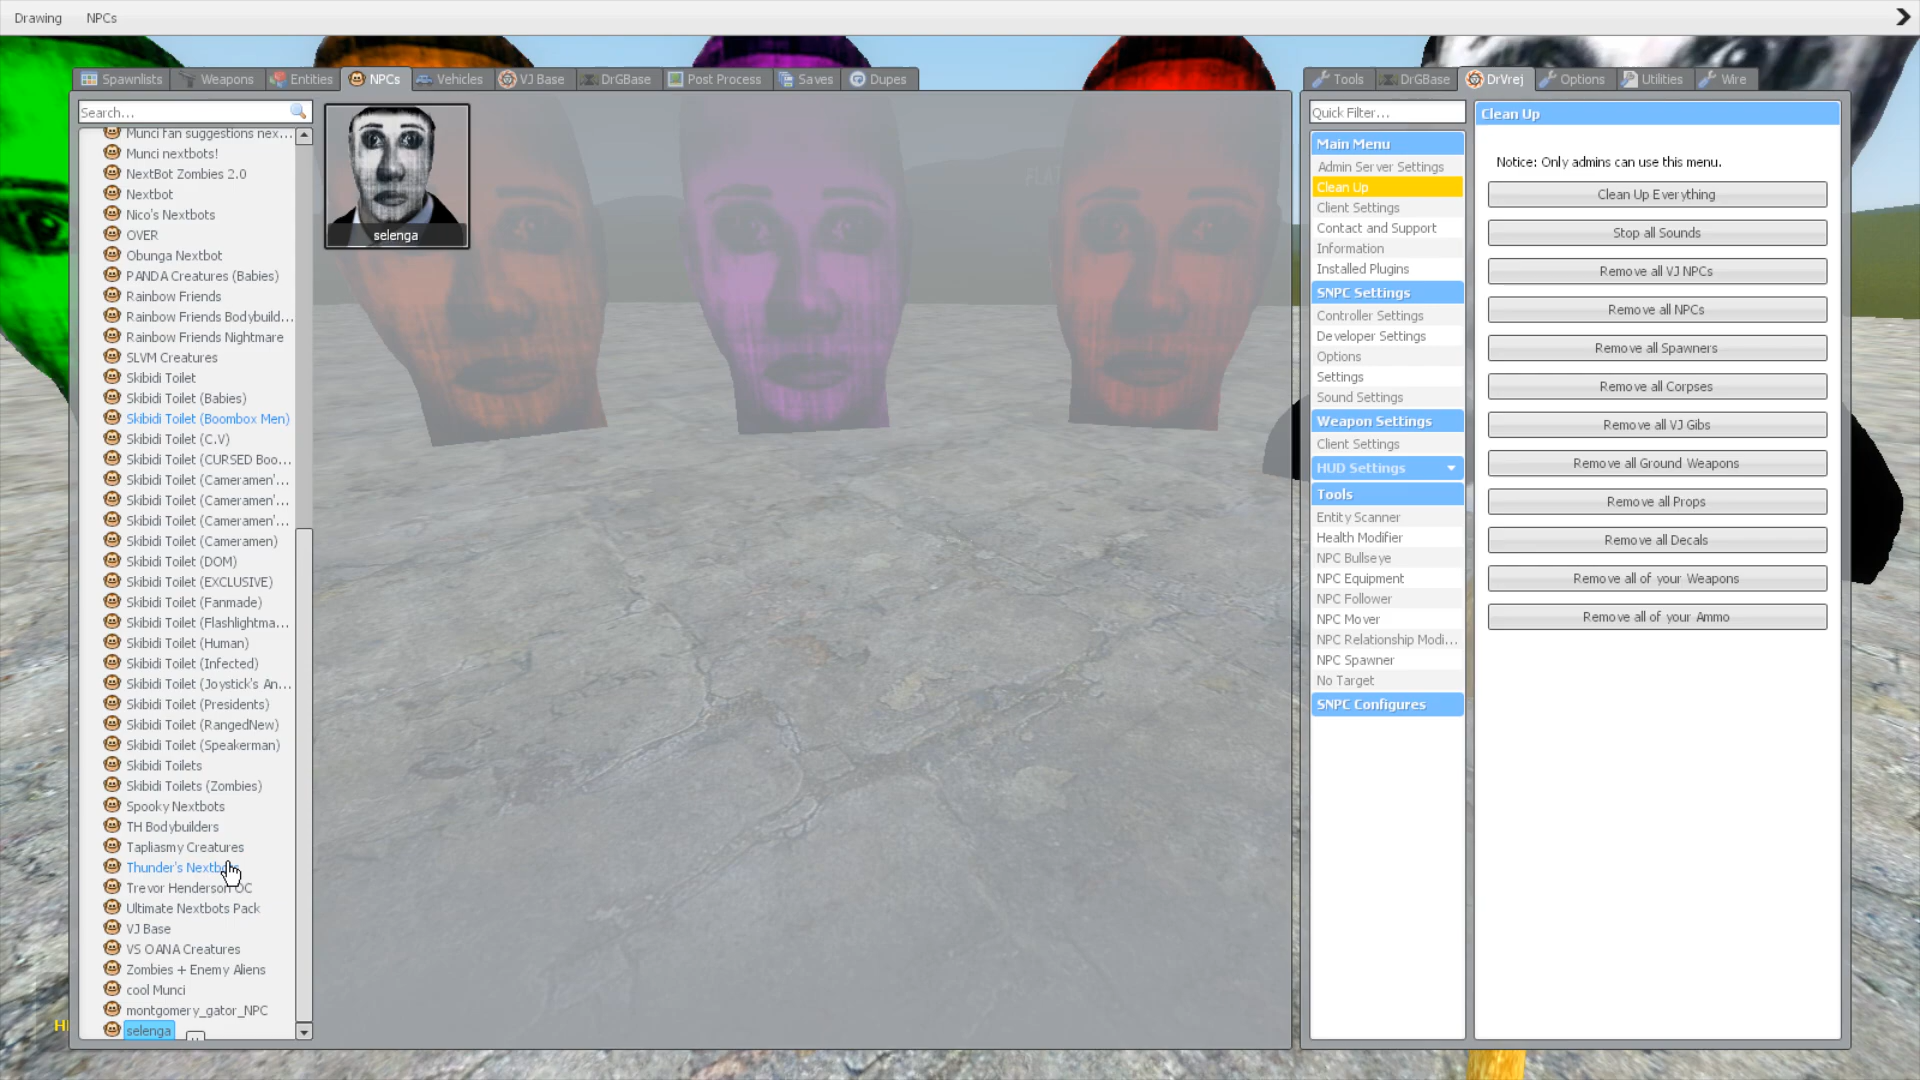 Drawing NPCs
Spawnlists Weapons Entities NPCs Vehicles VJ Base DrGBase Post Process Saves Dupes
Search...
Munci fan suggestions nex...
Munci nextbots!
NextBot Zombies 2.0
Nextbot
Nico's Nextbots
OVER
Obunga Nextbot
PANDA Creatures (Babies)
Rainbow Friends
Rainbow Friends Bodybuild...
Rainbow Friends Nightmare
SLVM Creatures
Skibidi Toilet
Skibidi Toilet (Babies)
Skibidi Toilet (Boombox Men)
Skibidi Toilet (C.V)
Skibidi Toilet (CURSED Boo...
Skibidi Toilet (Cameramen'...
Skibidi Toilet (Cameramen'...
Skibidi Toilet (Cameramen'...
Skibidi Toilet (Cameramen)
Skibidi Toilet (DOM)
Skibidi Toilet (EXCLUSIVE)
Skibidi Toilet (Fanmade)
Skibidi Toilet (Flashlightma...
Skibidi Toilet (Human)
Skibidi Toilet (Infected)
Skibidi Toilet (Joystick's An...
Skibidi Toilet (Presidents)
Skibidi Toilet (RangedNew)
Skibidi Toilet (Speakerman)
Skibidi Toilets
Skibidi Toilets (Zombies)
Spooky Nextbots
TH Bodybuilders
Tapliasmy Creatures
Thunder's Nextbots
Trevor Henderson OC
Ultimate Nextbots Pack
VJ Base
VS OANA Creatures
Zombies + Enemy Aliens
cool Munci
montgomery_gator_NPC
selenga
selenga
Tools DrGBase DrVrej Options Utilities Wire
Quick Filter...
Main Menu
Admin Server Settings
Clean Up
Client Settings
Contact and Support
Information
Installed Plugins
SNPC Settings
Controller Settings
Developer Settings
Options
Settings
Sound Settings
Weapon Settings
Client Settings
HUD Settings
Tools
Entity Scanner
Health Modifier
NPC Bullseye
NPC Equipment
NPC Follower
NPC Mover
NPC Relationship Modi...
NPC Spawner
No Target
SNPC Configures
Clean Up
Notice: Only admins can use this menu.
Clean Up Everything
Stop all Sounds
Remove all VJ NPCs
Remove all NPCs
Remove all Spawners
Remove all Corpses
Remove all VJ Gibs
Remove all Ground Weapons
Remove all Props
Remove all Decals
Remove all of your Weapons
Remove all of your Ammo